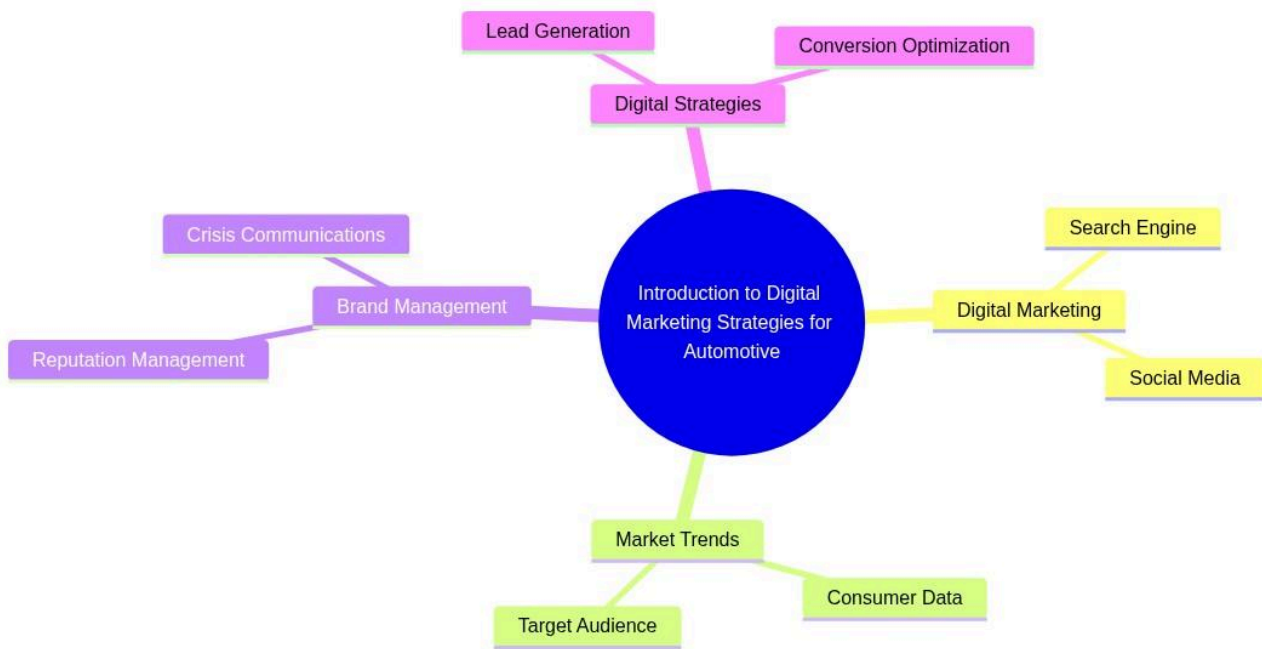 Lead Generation
Conversion Optimization
Digital Strategies
Crisis Communications
Search Engine
Brand Management
Introduction to Digital
Marketing Strategies for
Automotive
Digital Marketing
Reputation Management
Social Media
Market Trends
Consumer Data
Target Audience